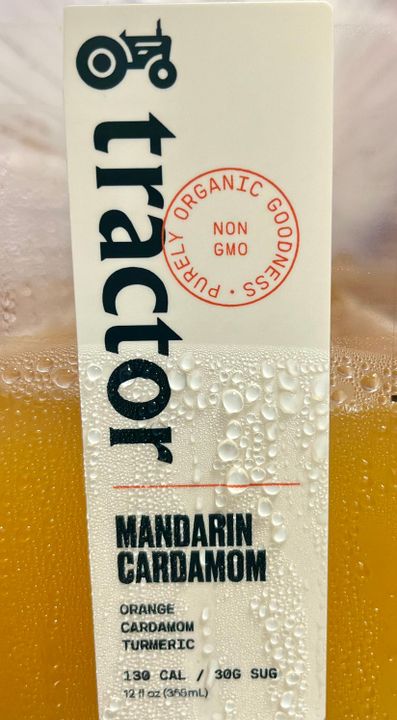 tractor
PURELY ORGANIC GOODNESS •
NON
GMO
MANDARIN
CARDAMOM
ORANGE
CARDAMOM
TURMERIC
130 CAL / 30G SUG
12 fl oz (355mL)